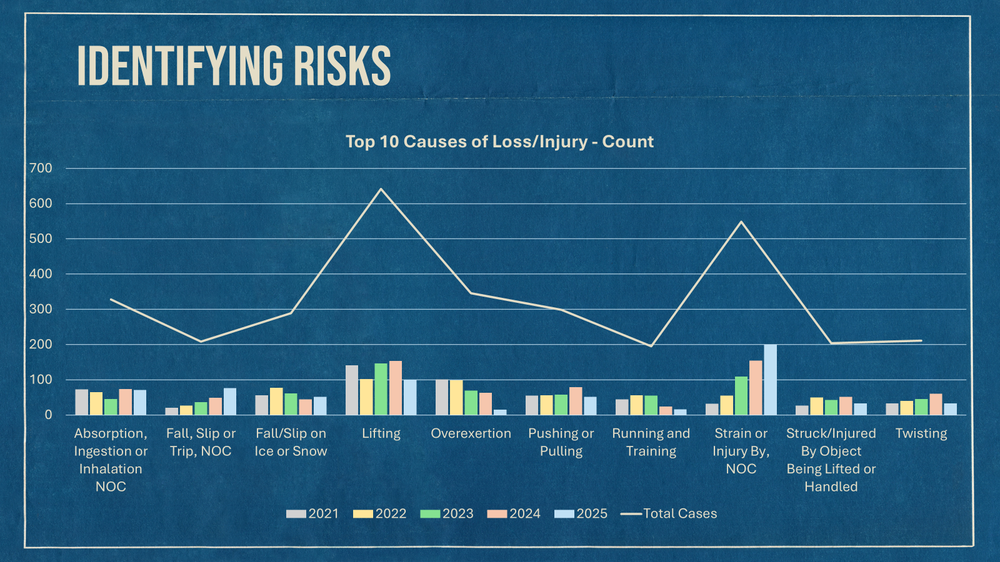 IDENTIFYING RISKS
Top 10 Causes of Loss/Injury - Count
700
600
500
400
300
200
100
0
Absorption,
Ingestion or
Inhalation
NOC
Fall, Slip or
Trip, NOC
Fall/Slip on
Ice or Snow
Lifting
Overexertion
Pushing or
Pulling
Running and
Training
Strain or
Injury By,
NOC
Struck/Injured
By Object
Being Lifted or
Handled
Twisting
2021 2022 2023 2024 2025 Total Cases